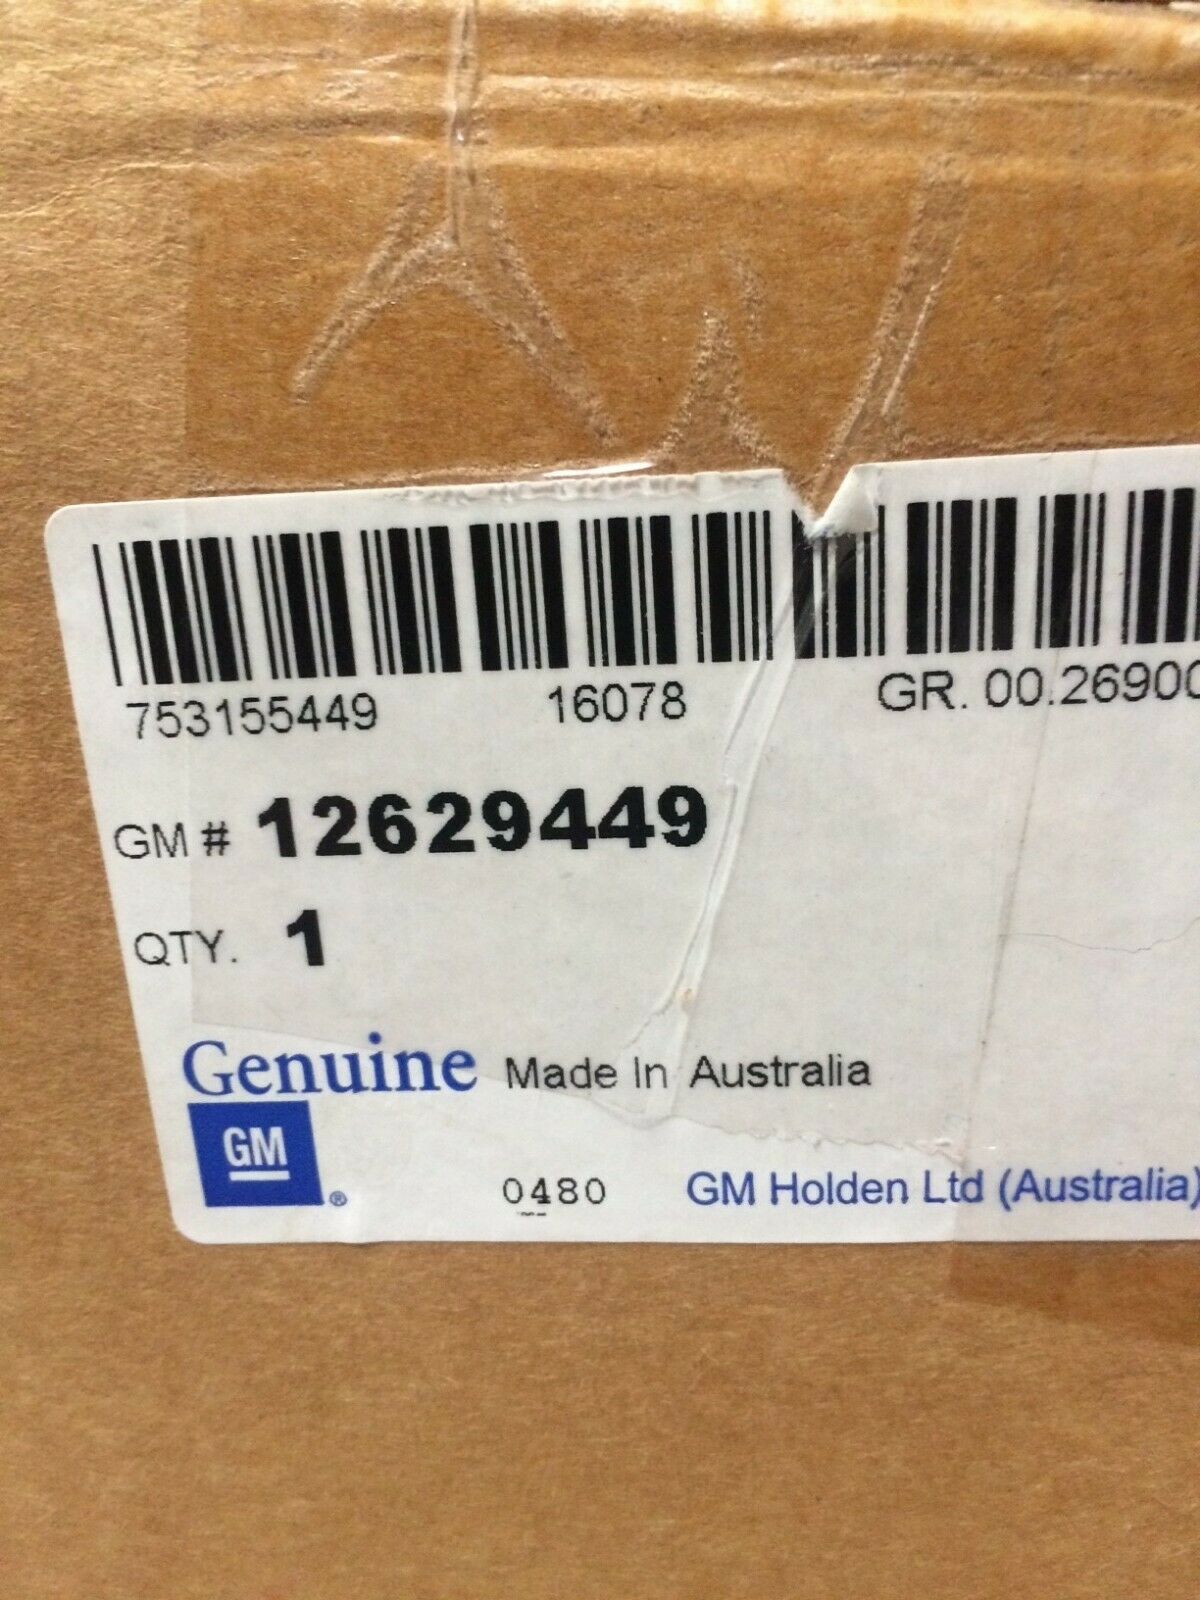 753155449 16078 GR. 00.26900
GM # 12629449
QTY. 1
Genuine Made In Australia
GM ®
0480 GM Holden Ltd (Australia)